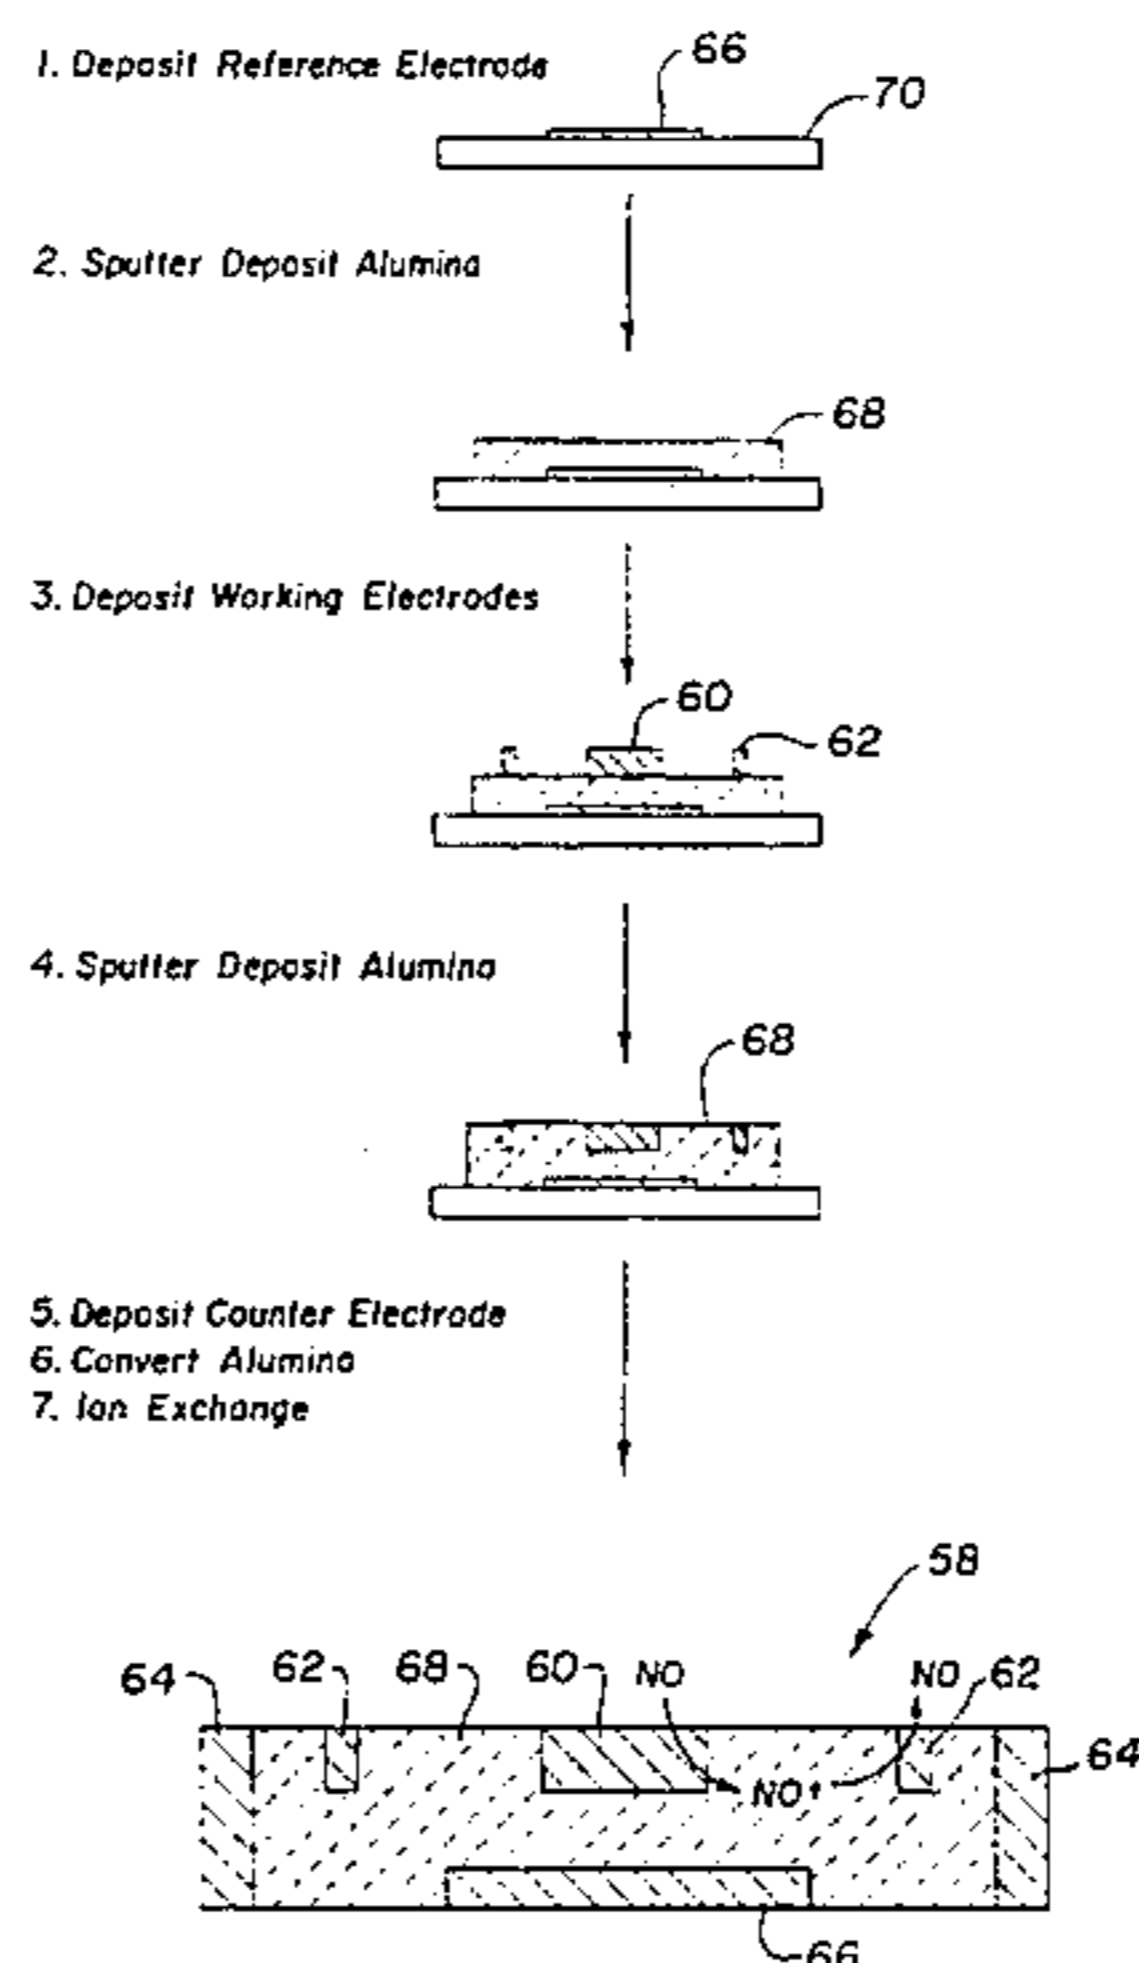 66
1. Deposit Reference Electrode
70
2. Sputter Deposit Alumina
68
3. Deposit Working Electrodes
60
62
4. Sputter Deposit Alumina
68
5. Deposit Counter Electrode
6. Convert Alumina
7. Ion Exchange
58
64 62 68 60 NO NO 62
64
NO+
66